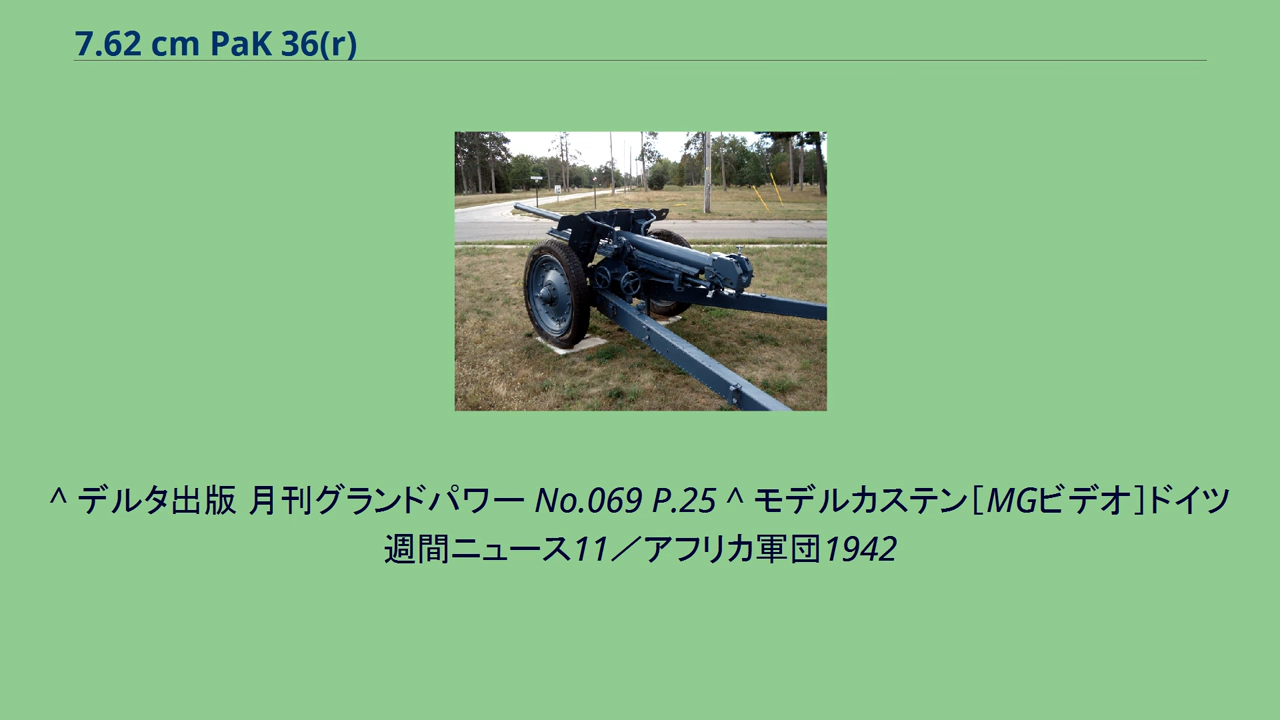 7.62 cm PaK 36(r)
^ デルタ出版 月刊グランドパワー No.069 P.25 ^ モデルカステン［MGビデオ］ドイツ
週間ニュース11／アフリカ軍団1942